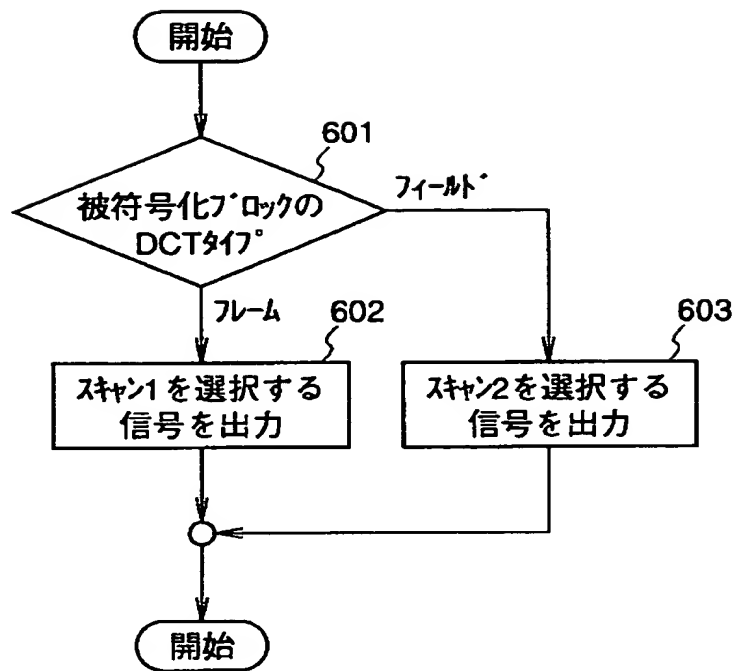 開始
601
被符号化ﾌﾞﾛｯｸの
DCTﾀｲﾌﾟ
ﾌｨｰﾙﾄﾞ
ﾌﾚｰﾑ
602
603
ｽｷｬﾝ1を選択する
信号を出力
ｽｷｬﾝ2を選択する
信号を出力
開始